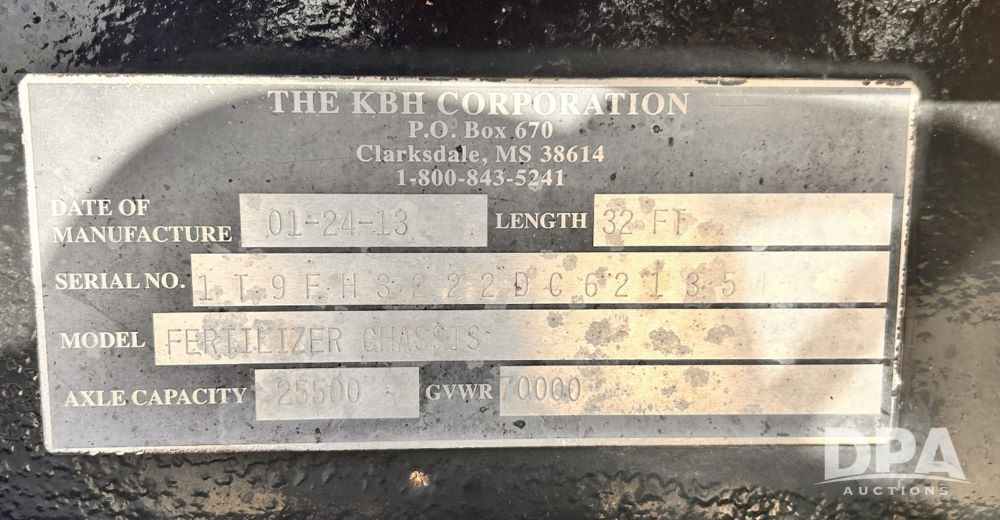 THE KBH CORPORATION
P.O. Box 670
Clarksdale, MS 38614
1-800-843-5241
DATE OF MANUFACTURE 01-24-13 LENGTH 32 FT
SERIAL NO. 1T9FH3222DC621354
MODEL FERTILIZER CHASSIS
AXLE CAPACITY 25500 GVWR 70000
DPA
AUCTIONS